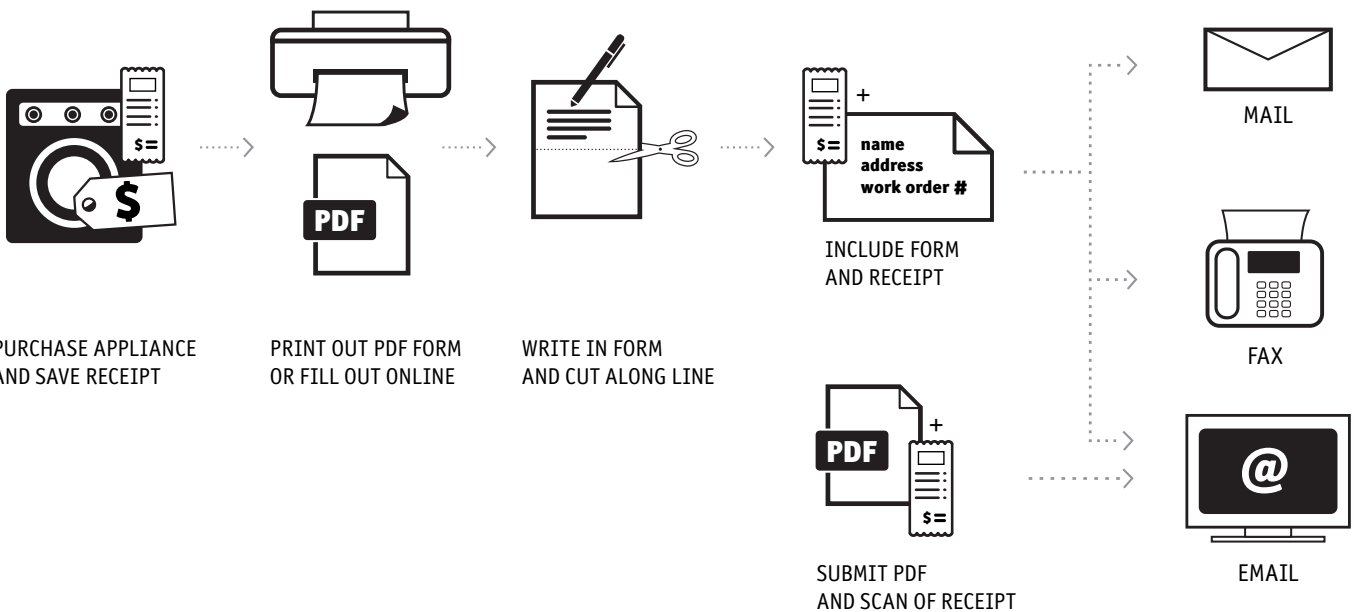 $=
$
PURCHASE APPLIANCE
AND SAVE RECEIPT
PDF
PRINT OUT PDF FORM
OR FILL OUT ONLINE
WRITE IN FORM
AND CUT ALONG LINE
$=
+
name
address
work order #
INCLUDE FORM
AND RECEIPT
PDF
+
$=
SUBMIT PDF
AND SCAN OF RECEIPT
MAIL
FAX
@
EMAIL